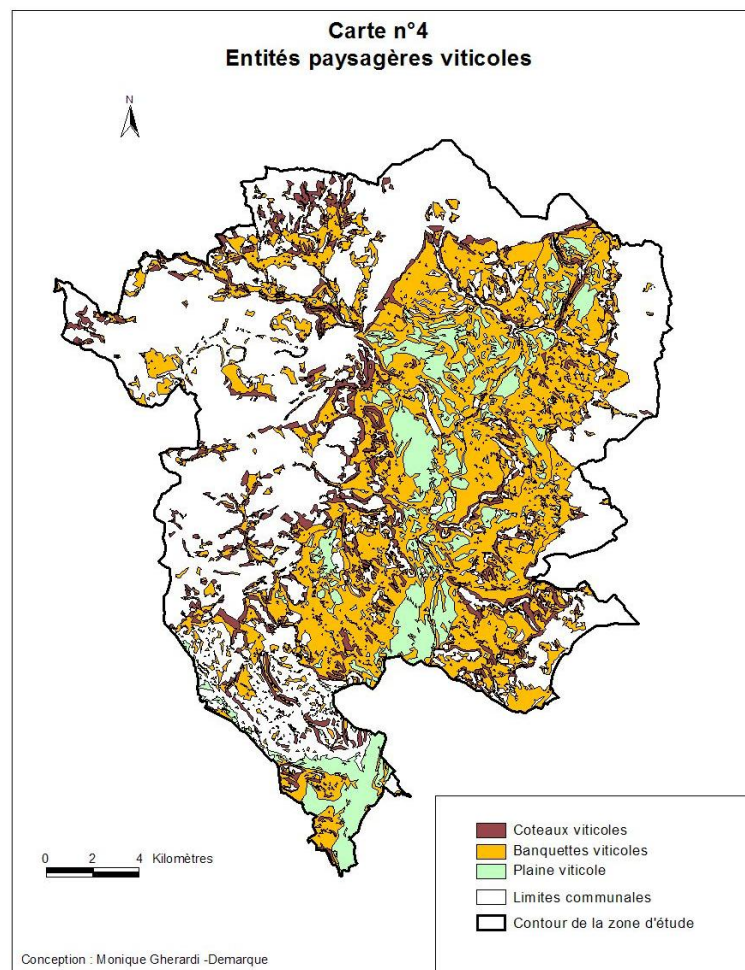 Carte n°4
Entités paysagères viticoles
N
Coteaux viticoles
Banquettes viticoles
Plaine viticole
Limites communales
Contour de la zone d'étude
0 2 4 Kilomètres
Conception : Monique Gherardi -Demarque